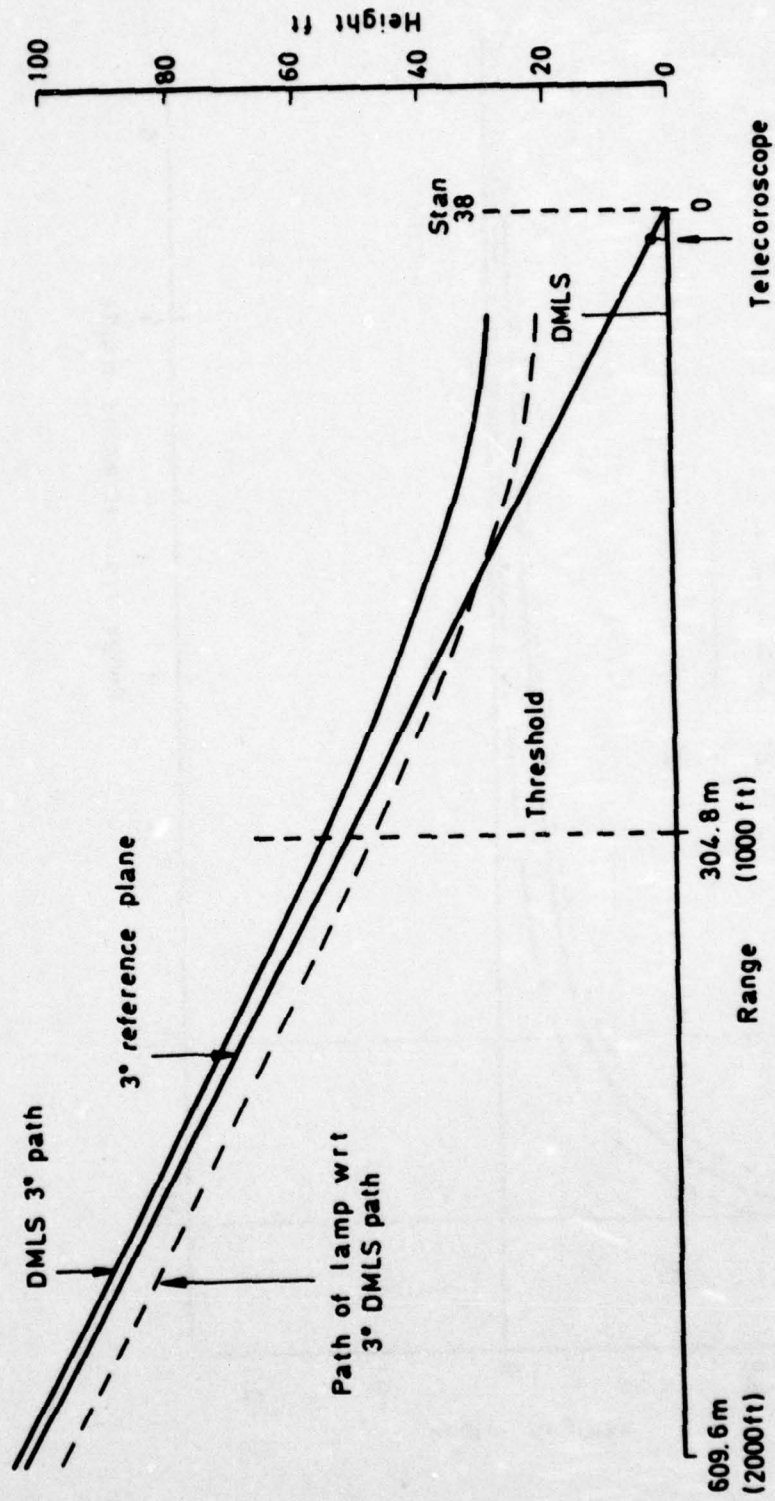 100
80
60
40
20
0
Height ft
DMLS 3° path
3° reference plane
Path of lamp wrt
3° DMLS path
Threshold
Stan
38
DMLS
609.6m
(2000ft)
Range
304.8m
(1000 ft)
0
Telecoroscope